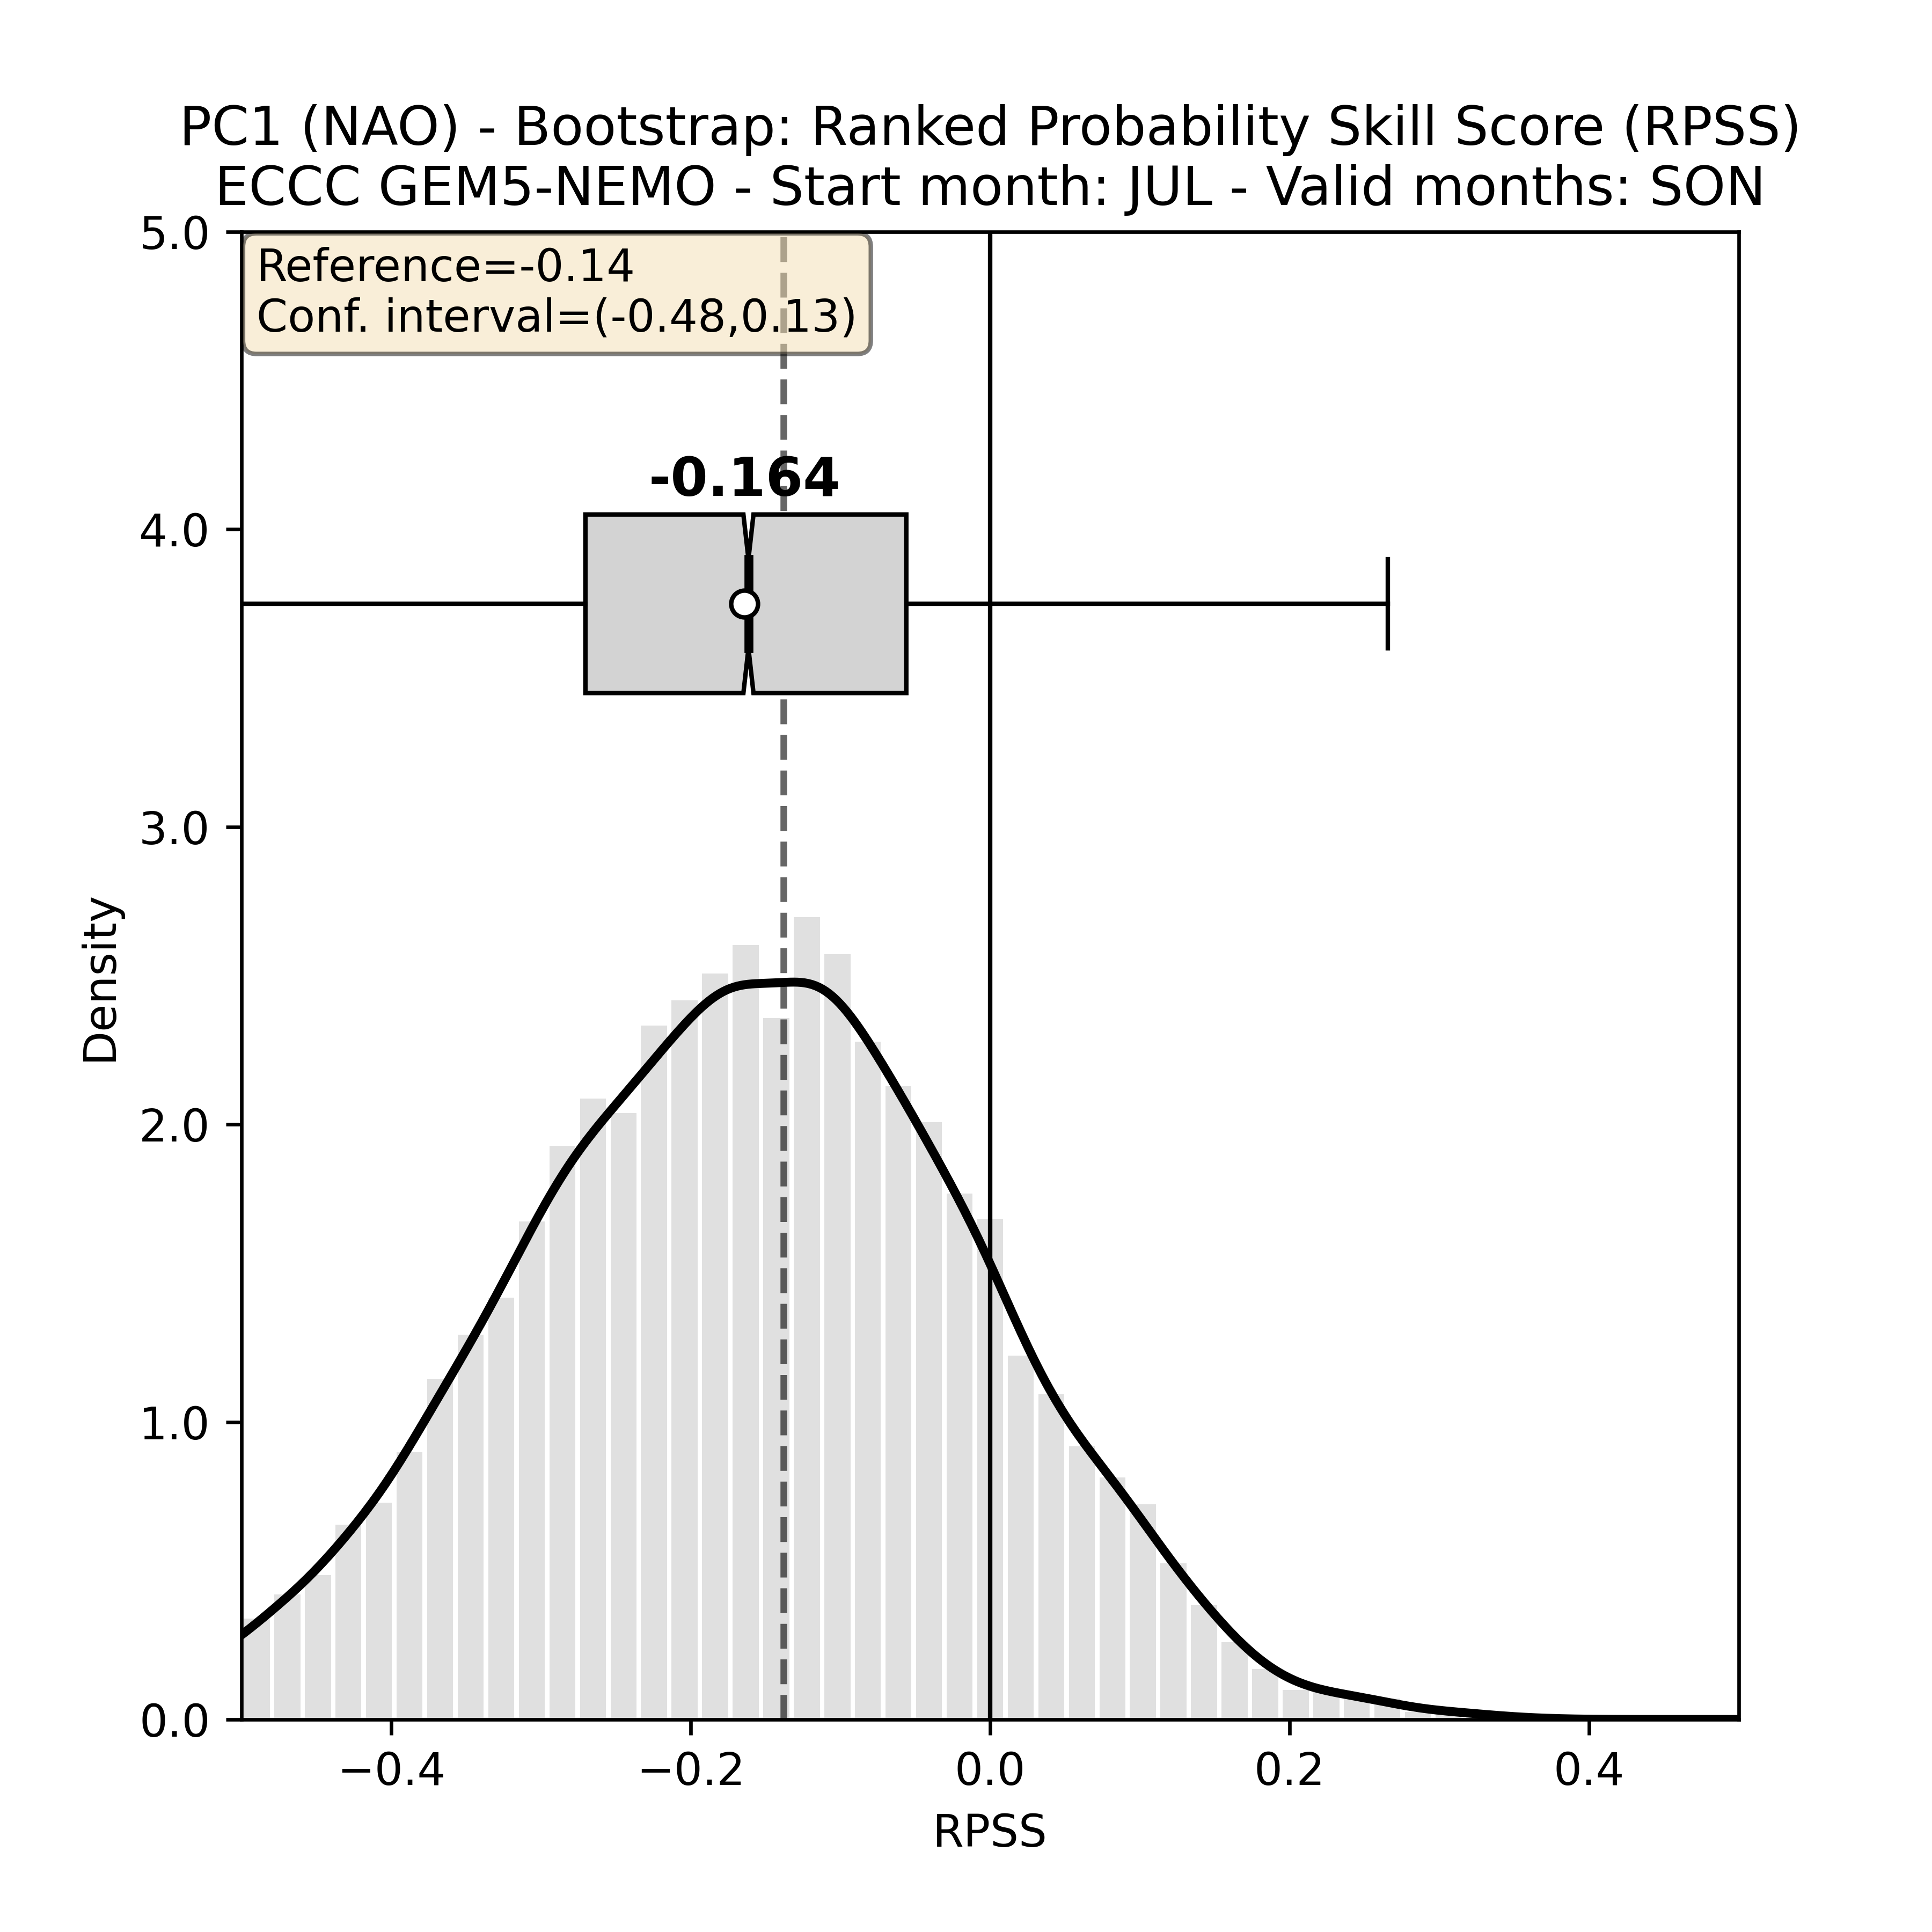 PC1 (NAO) - Bootstrap: Ranked Probability Skill Score (RPSS)
ECCC GEM5-NEMO - Start month: JUL - Valid months: SON
5.0
Reference=-0.14
Conf. interval=(-0.48,0.13)
-0.164
4.0
3.0
Density
2.0
1.0
0.0
−0.4 −0.2 0.0 0.2 0.4
RPSS